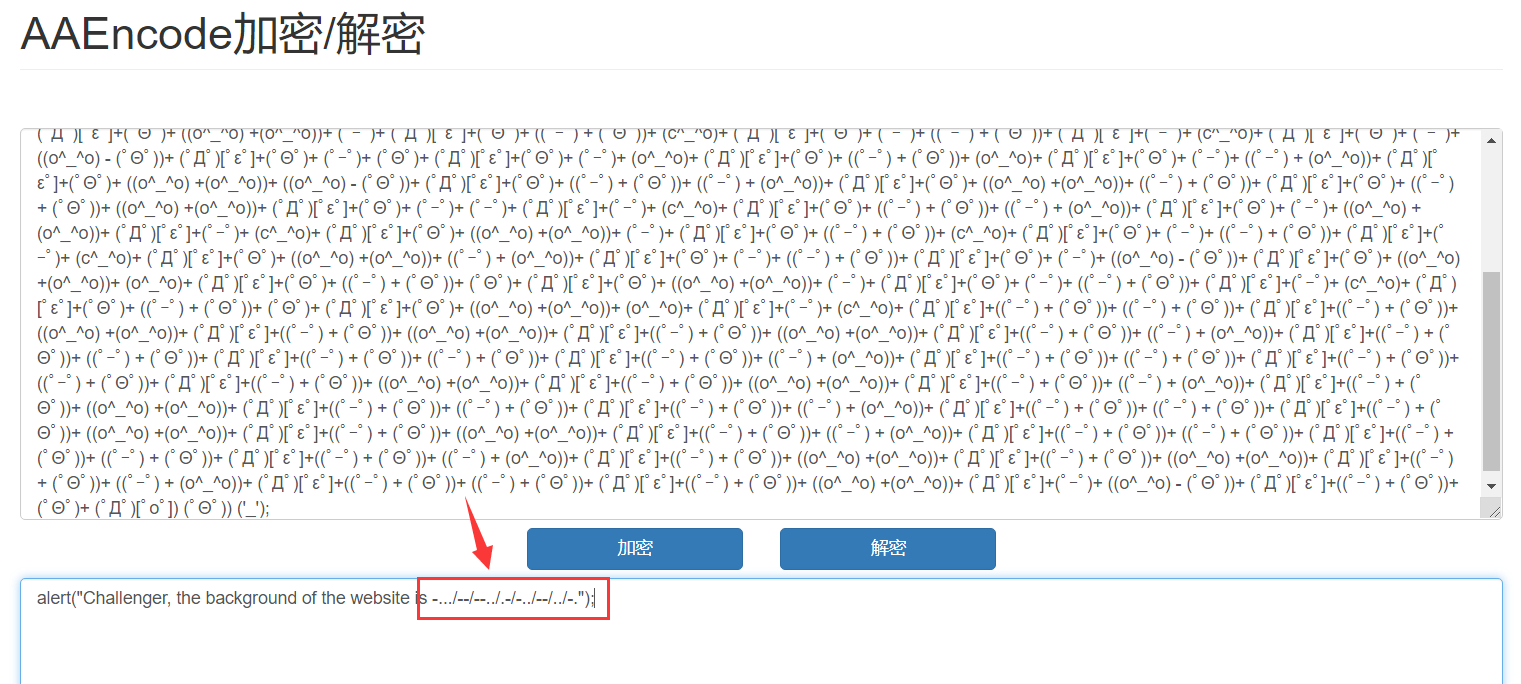 AAEncode加密/解密
((o^_^o) - (ﾟΘﾟ))+ (ﾟДﾟ)[ﾟεﾟ]+(ﾟΘﾟ)+ (ﾟｰﾟ)+ (ﾟΘﾟ)+ (ﾟДﾟ)[ﾟεﾟ]+(ﾟΘﾟ)+ (ﾟｰﾟ)+ (o^_^o)+ (ﾟДﾟ)[ﾟεﾟ]+(ﾟΘﾟ)+ ((ﾟｰﾟ) + (ﾟΘﾟ))+ (o^_^o)+ (ﾟДﾟ)[ﾟεﾟ]+(ﾟΘﾟ)+ (ﾟｰﾟ)+ ((ﾟｰﾟ) + (o^_^o))+ (ﾟДﾟ)[ﾟ
εﾟ]+(ﾟΘﾟ)+ ((o^_^o) +(o^_^o))+ ((o^_^o) - (ﾟΘﾟ))+ (ﾟДﾟ)[ﾟεﾟ]+(ﾟΘﾟ)+ ((ﾟｰﾟ) + (ﾟΘﾟ))+ ((ﾟｰﾟ) + (o^_^o))+ (ﾟДﾟ)[ﾟεﾟ]+(ﾟΘﾟ)+ ((o^_^o) +(o^_^o))+ ((ﾟｰﾟ) + (ﾟΘﾟ))+ (ﾟДﾟ)[ﾟεﾟ]+(ﾟΘﾟ)+ ((ﾟｰﾟ)
+ (ﾟΘﾟ))+ ((o^_^o) +(o^_^o))+ (ﾟДﾟ)[ﾟεﾟ]+(ﾟΘﾟ)+ (ﾟｰﾟ)+ (ﾟｰﾟ)+ (ﾟДﾟ)[ﾟεﾟ]+(ﾟｰﾟ)+ (c^_^o)+ (ﾟДﾟ)[ﾟεﾟ]+(ﾟΘﾟ)+ ((ﾟｰﾟ) + (ﾟΘﾟ))+ ((ﾟｰﾟ) + (o^_^o))+ (ﾟДﾟ)[ﾟεﾟ]+(ﾟΘﾟ)+ (ﾟｰﾟ)+ ((o^_^o) +
(o^_^o))+ (ﾟДﾟ)[ﾟεﾟ]+(ﾟｰﾟ)+ (c^_^o)+ (ﾟДﾟ)[ﾟεﾟ]+(ﾟΘﾟ)+ ((o^_^o) +(o^_^o))+ (ﾟｰﾟ)+ (ﾟДﾟ)[ﾟεﾟ]+(ﾟΘﾟ)+ ((ﾟｰﾟ) + (ﾟΘﾟ))+ (c^_^o)+ (ﾟДﾟ)[ﾟεﾟ]+(ﾟΘﾟ)+ (ﾟｰﾟ)+ ((ﾟｰﾟ) + (ﾟΘﾟ))+ (ﾟДﾟ)[ﾟεﾟ]+(ﾟ
ｰﾟ)+ (c^_^o)+ (ﾟДﾟ)[ﾟεﾟ]+(ﾟΘﾟ)+ ((o^_^o) +(o^_^o))+ ((ﾟｰﾟ) + (o^_^o))+ (ﾟДﾟ)[ﾟεﾟ]+(ﾟΘﾟ)+ (ﾟｰﾟ)+ ((ﾟｰﾟ) + (ﾟΘﾟ))+ (ﾟДﾟ)[ﾟεﾟ]+(ﾟΘﾟ)+ (ﾟｰﾟ)+ ((o^_^o) - (ﾟΘﾟ))+ (ﾟДﾟ)[ﾟεﾟ]+(ﾟΘﾟ)+ ((o^_^o)
+(o^_^o))+ (o^_^o)+ (ﾟДﾟ)[ﾟεﾟ]+(ﾟΘﾟ)+ ((ﾟｰﾟ) + (ﾟΘﾟ))+ (ﾟΘﾟ)+ (ﾟДﾟ)[ﾟεﾟ]+(ﾟΘﾟ)+ ((o^_^o) +(o^_^o))+ (ﾟｰﾟ)+ (ﾟДﾟ)[ﾟεﾟ]+(ﾟΘﾟ)+ (ﾟｰﾟ)+ ((ﾟｰﾟ) + (ﾟΘﾟ))+ (ﾟДﾟ)[ﾟεﾟ]+(ﾟｰﾟ)+ (c^_^o)+ (ﾟДﾟ)
[ﾟεﾟ]+(ﾟΘﾟ)+ ((ﾟｰﾟ) + (ﾟΘﾟ))+ (ﾟΘﾟ)+ (ﾟДﾟ)[ﾟεﾟ]+(ﾟΘﾟ)+ ((o^_^o) +(o^_^o))+ (o^_^o)+ (ﾟДﾟ)[ﾟεﾟ]+(ﾟｰﾟ)+ (c^_^o)+ (ﾟДﾟ)[ﾟεﾟ]+((ﾟｰﾟ) + (ﾟΘﾟ))+ ((ﾟｰﾟ) + (ﾟΘﾟ))+ (ﾟДﾟ)[ﾟεﾟ]+((ﾟｰﾟ) + (ﾟΘﾟ))+
((o^_^o) +(o^_^o))+ (ﾟДﾟ)[ﾟεﾟ]+((ﾟｰﾟ) + (ﾟΘﾟ))+ ((o^_^o) +(o^_^o))+ (ﾟДﾟ)[ﾟεﾟ]+((ﾟｰﾟ) + (ﾟΘﾟ))+ ((o^_^o) +(o^_^o))+ (ﾟДﾟ)[ﾟεﾟ]+((ﾟｰﾟ) + (ﾟΘﾟ))+ ((ﾟｰﾟ) + (o^_^o))+ (ﾟДﾟ)[ﾟεﾟ]+((ﾟｰﾟ) + (ﾟ
Θﾟ))+ ((ﾟｰﾟ) + (ﾟΘﾟ))+ (ﾟДﾟ)[ﾟεﾟ]+((ﾟｰﾟ) + (ﾟΘﾟ))+ ((ﾟｰﾟ) + (ﾟΘﾟ))+ (ﾟДﾟ)[ﾟεﾟ]+((ﾟｰﾟ) + (ﾟΘﾟ))+ ((ﾟｰﾟ) + (o^_^o))+ (ﾟДﾟ)[ﾟεﾟ]+((ﾟｰﾟ) + (ﾟΘﾟ))+ ((ﾟｰﾟ) + (ﾟΘﾟ))+ (ﾟДﾟ)[ﾟεﾟ]+((ﾟｰﾟ) + (ﾟΘﾟ))+
((ﾟｰﾟ) + (ﾟΘﾟ))+ (ﾟДﾟ)[ﾟεﾟ]+((ﾟｰﾟ) + (ﾟΘﾟ))+ ((o^_^o) +(o^_^o))+ (ﾟДﾟ)[ﾟεﾟ]+((ﾟｰﾟ) + (ﾟΘﾟ))+ ((o^_^o) +(o^_^o))+ (ﾟДﾟ)[ﾟεﾟ]+((ﾟｰﾟ) + (ﾟΘﾟ))+ ((ﾟｰﾟ) + (o^_^o))+ (ﾟДﾟ)[ﾟεﾟ]+((ﾟｰﾟ) + (ﾟ
Θﾟ))+ ((o^_^o) +(o^_^o))+ (ﾟДﾟ)[ﾟεﾟ]+((ﾟｰﾟ) + (ﾟΘﾟ))+ ((ﾟｰﾟ) + (ﾟΘﾟ))+ (ﾟДﾟ)[ﾟεﾟ]+((ﾟｰﾟ) + (ﾟΘﾟ))+ ((ﾟｰﾟ) + (o^_^o))+ (ﾟДﾟ)[ﾟεﾟ]+((ﾟｰﾟ) + (ﾟΘﾟ))+ ((ﾟｰﾟ) + (ﾟΘﾟ))+ (ﾟДﾟ)[ﾟεﾟ]+((ﾟｰﾟ) + (ﾟ
Θﾟ))+ ((o^_^o) +(o^_^o))+ (ﾟДﾟ)[ﾟεﾟ]+((ﾟｰﾟ) + (ﾟΘﾟ))+ ((o^_^o) +(o^_^o))+ (ﾟДﾟ)[ﾟεﾟ]+((ﾟｰﾟ) + (ﾟΘﾟ))+ ((ﾟｰﾟ) + (o^_^o))+ (ﾟДﾟ)[ﾟεﾟ]+((ﾟｰﾟ) + (ﾟΘﾟ))+ ((ﾟｰﾟ) + (ﾟΘﾟ))+ (ﾟДﾟ)[ﾟεﾟ]+((ﾟｰﾟ) +
(ﾟΘﾟ))+ ((ﾟｰﾟ) + (ﾟΘﾟ))+ (ﾟДﾟ)[ﾟεﾟ]+((ﾟｰﾟ) + (ﾟΘﾟ))+ ((ﾟｰﾟ) + (o^_^o))+ (ﾟДﾟ)[ﾟεﾟ]+((ﾟｰﾟ) + (ﾟΘﾟ))+ ((o^_^o) +(o^_^o))+ (ﾟДﾟ)[ﾟεﾟ]+((ﾟｰﾟ) + (ﾟΘﾟ))+ ((o^_^o) +(o^_^o))+ (ﾟДﾟ)[ﾟεﾟ]+((ﾟｰﾟ)
+ (ﾟΘﾟ))+ ((ﾟｰﾟ) + (o^_^o))+ (ﾟДﾟ)[ﾟεﾟ]+((ﾟｰﾟ) + (ﾟΘﾟ))+ ((ﾟｰﾟ) + (ﾟΘﾟ))+ (ﾟДﾟ)[ﾟεﾟ]+((ﾟｰﾟ) + (ﾟΘﾟ))+ ((o^_^o) +(o^_^o))+ (ﾟДﾟ)[ﾟεﾟ]+(ﾟｰﾟ)+ ((o^_^o) - (ﾟΘﾟ))+ (ﾟДﾟ)[ﾟεﾟ]+((ﾟｰﾟ) + (ﾟΘﾟ))+
(ﾟΘﾟ)+ (ﾟДﾟ)[ﾟoﾟ]) (ﾟΘﾟ)) ('_');
加密
解密
alert("Challenger, the background of the website is -.../--/--../.-/-../--/../-.");